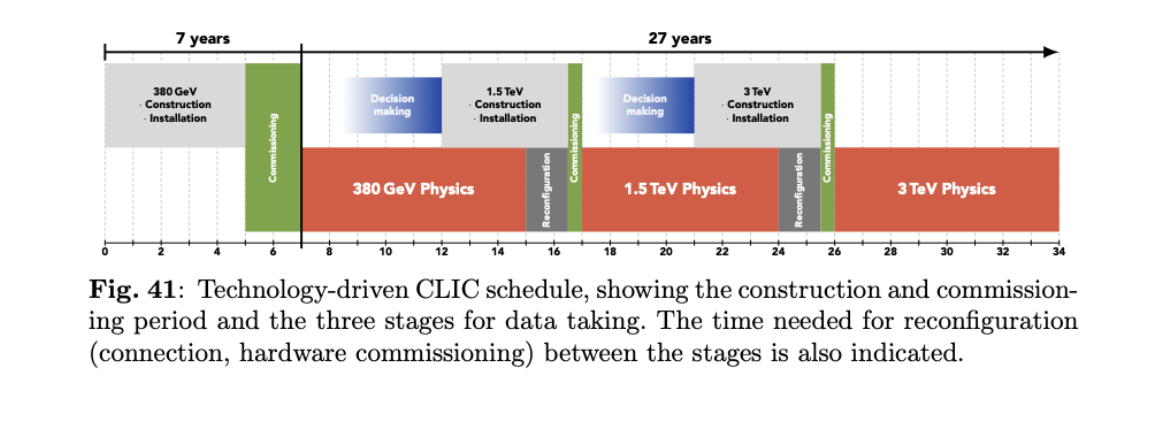 7 years
27 years
380 GeV
· Construction
· Installation
Commissioning
Decision
making
1.5 TeV
· Construction
· Installation
Commissioning
Decision
making
3 TeV
· Construction
· Installation
Commissioning
380 GeV Physics
Reconfiguration
1.5 TeV Physics
Reconfiguration
3 TeV Physics
0 2 4 6 8 10 12 14 16 18 20 22 24 26 28 30 32 34
Fig. 41: Technology-driven CLIC schedule, showing the construction and commission-
ing period and the three stages for data taking. The time needed for reconfiguration
(connection, hardware commissioning) between the stages is also indicated.